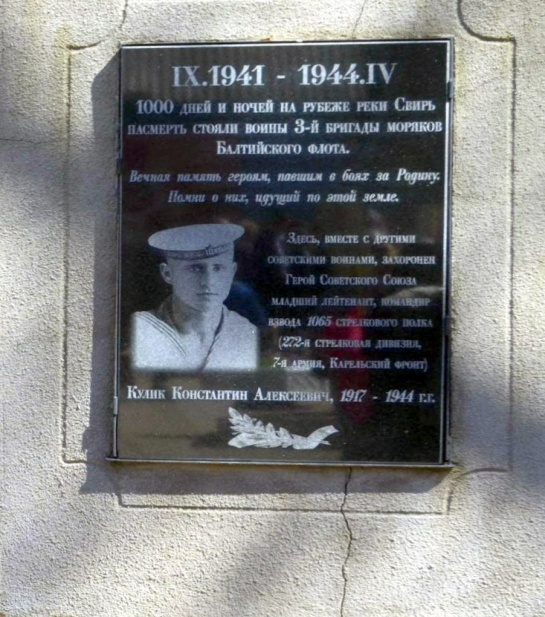 IX.1941 - 1944.IV
1000 дней и ночей на рубеже реки Свирь
насмерть стояли воины 3-й бригады моряков
Балтийского флота.
Вечная память героям, павшим в боях за Родину.
Помни о них, идущий по этой земле.
Здесь, вместе с другими
советскими воинами, захоронен
Герой Советского Союза
младший лейтенант, командир
взвода 1065 стрелкового полка
(272-я стрелковая дивизия,
7-я армия, Карельский фронт)
Кулик Константин Алексеевич, 1917 - 1944 г.г.